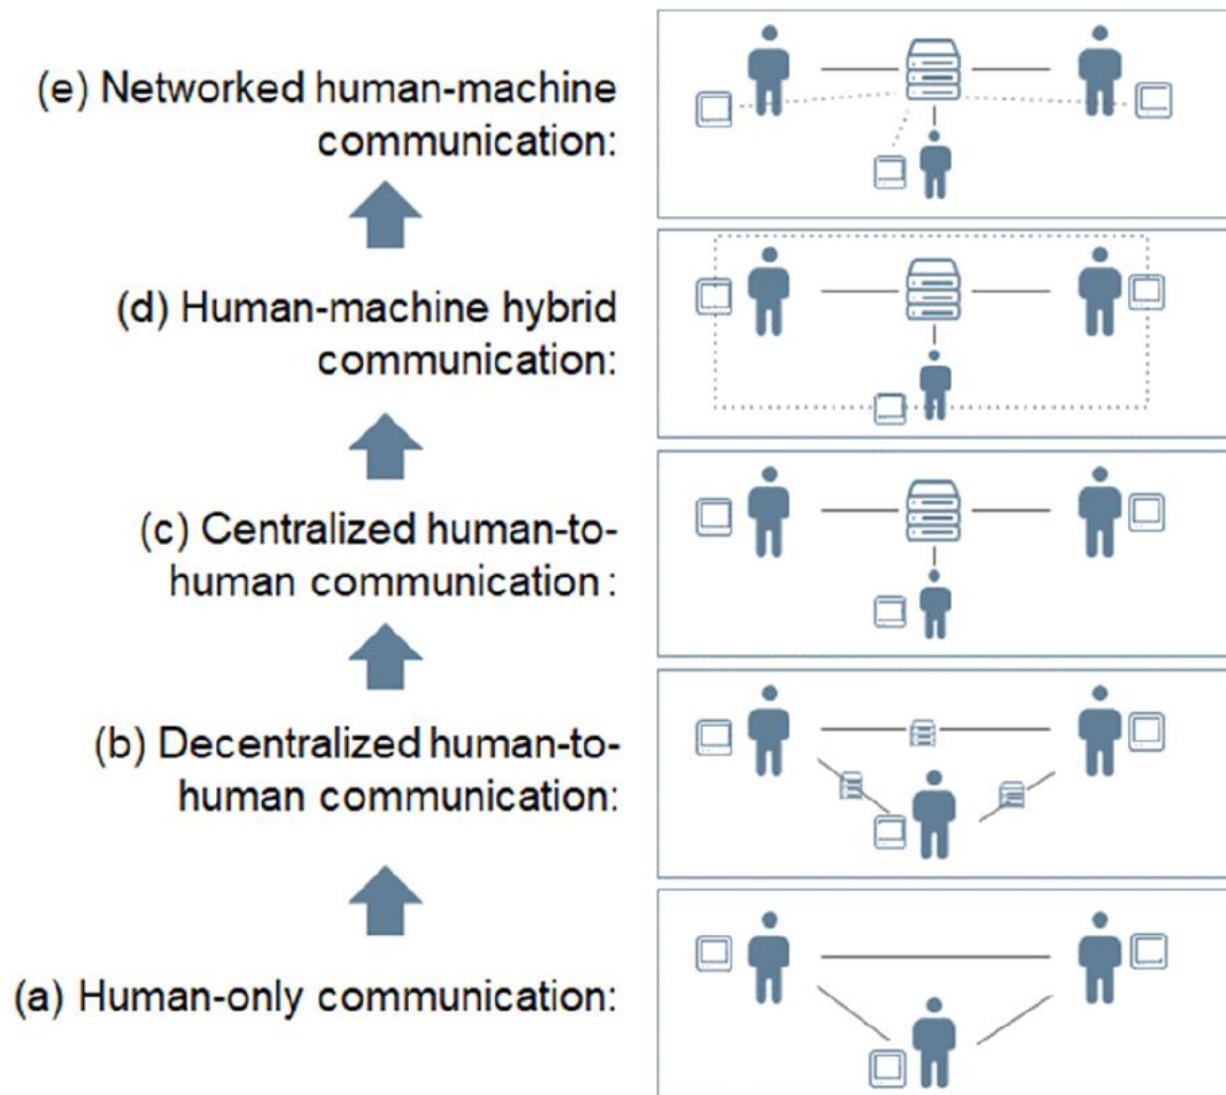 (e) Networked human-machine
communication:
(d) Human-machine hybrid
communication:
(c) Centralized human-to-
human communication:
(b) Decentralized human-to-
human communication:
(a) Human-only communication: